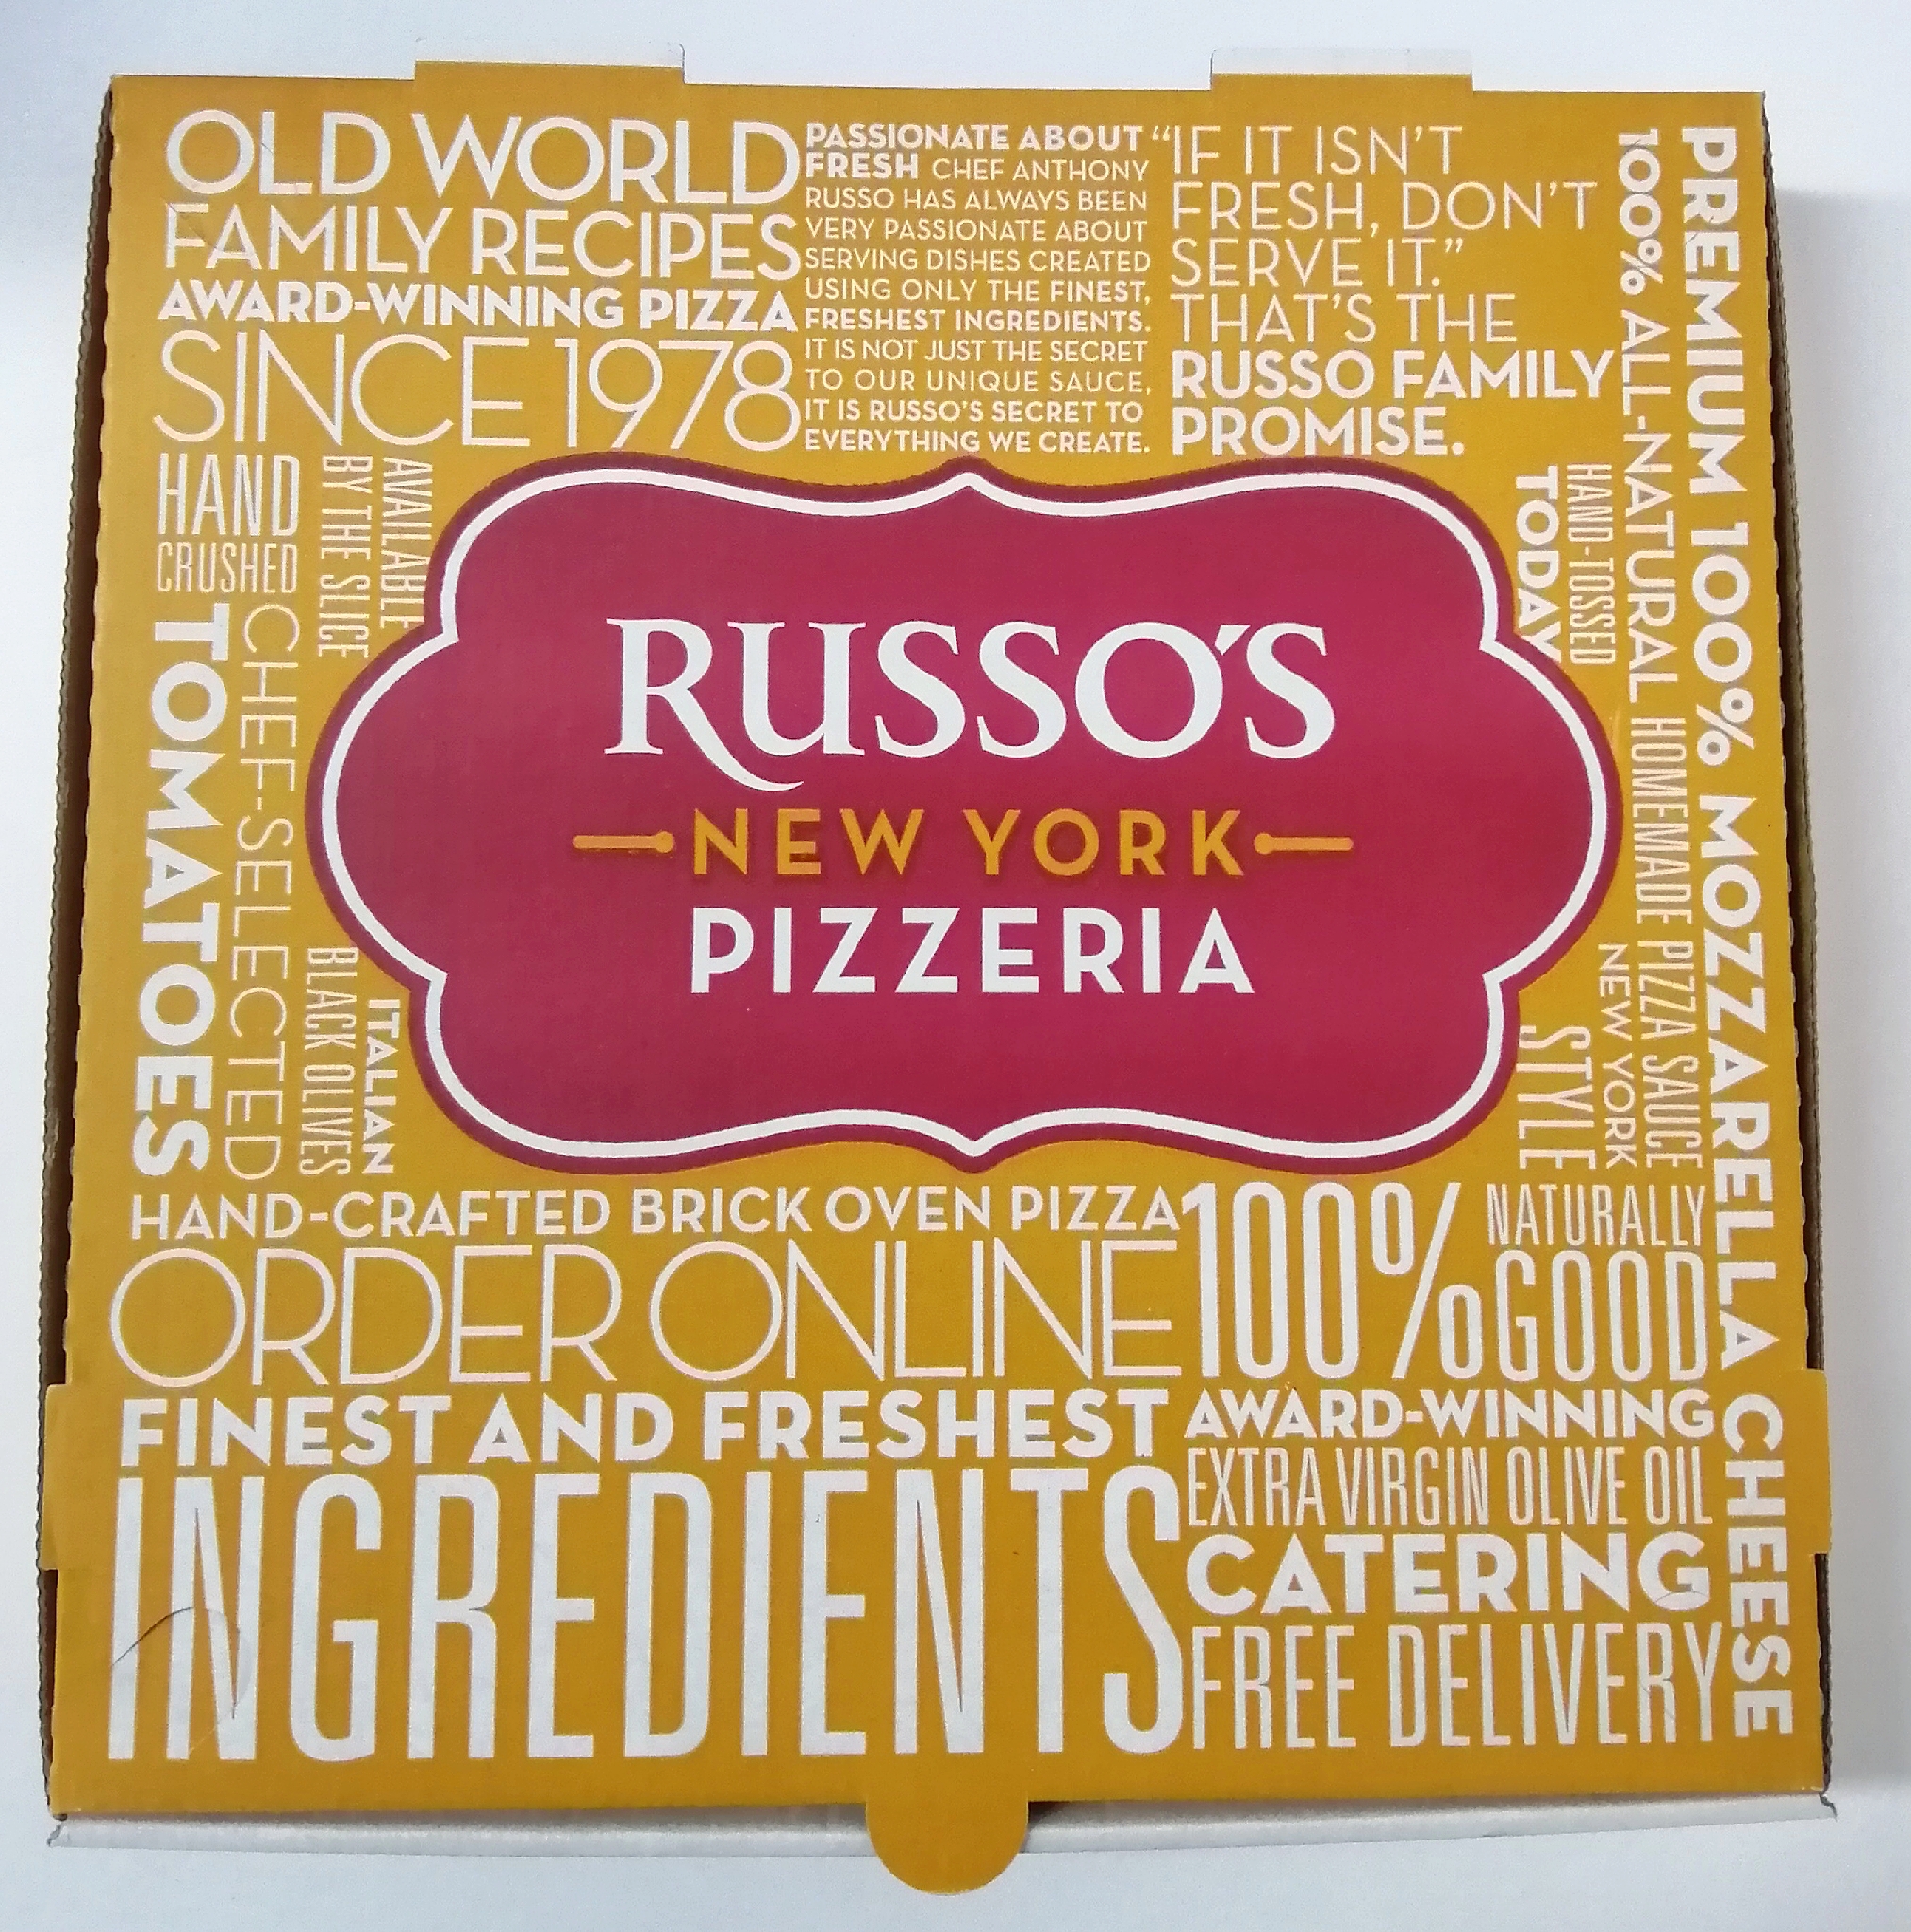 OLD WORLD
FAMILY RECIPES
AWARD-WINNING PIZZA
SINCE 1978
PASSIONATE ABOUT
FRESH CHEF ANTHONY
RUSSO HAS ALWAYS BEEN
VERY PASSIONATE ABOUT
SERVING DISHES CREATED
USING ONLY THE FINEST,
FRESHEST INGREDIENTS.
IT IS NOT JUST THE SECRET
TO OUR UNIQUE SAUCE,
IT IS RUSSO'S SECRET TO
EVERYTHING WE CREATE.
“IF IT ISN'T
FRESH, DON'T
SERVE IT.”
THAT'S THE
RUSSO FAMILY
PROMISE.
PREMIUM 100% MOZZARELLA CHEESE
100% ALL-NATURAL HOMEMADE PIZZA SAUCE
HAND-TOSSED
TODAY
NEW YORK
STYLE
HAND
CRUSHED
TOMATOES
CHEF-SELECTED
AVAILABLE
BY THE SLICE
ITALIAN
BLACK OLIVES
RUSSO'S
NEW YORK
PIZZERIA
HAND-CRAFTED BRICK OVEN PIZZA
ORDER ONLINE
FINEST AND FRESHEST
INGREDIENTS
100% NATURALLY
GOOD
AWARD-WINNING
EXTRA VIRGIN OLIVE OIL
CATERING
FREE DELIVERY